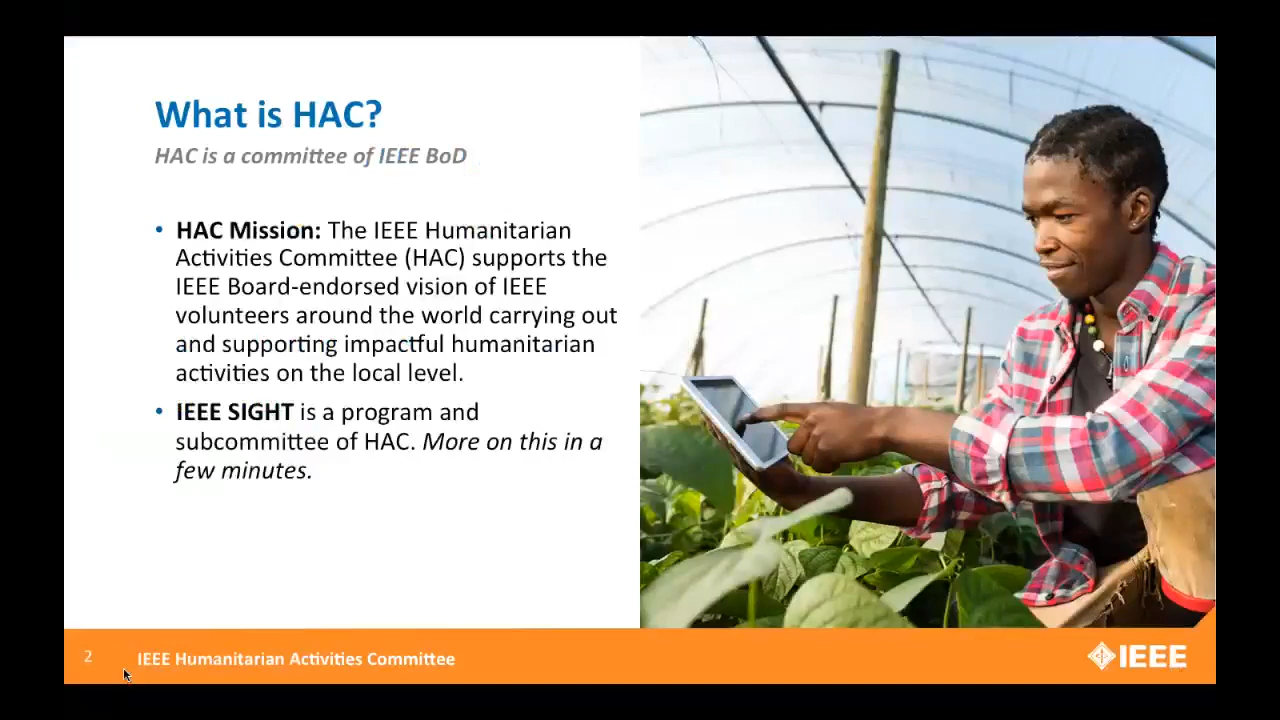 What is HAC?
HAC is a committee of IEEE BoD
• HAC Mission: The IEEE Humanitarian
Activities Committee (HAC) supports the
IEEE Board-endorsed vision of IEEE
volunteers around the world carrying out
and supporting impactful humanitarian
activities on the local level.
• IEEE SIGHT is a program and
subcommittee of HAC. More on this in a
few minutes.
2
IEEE Humanitarian Activities Committee
IEEE